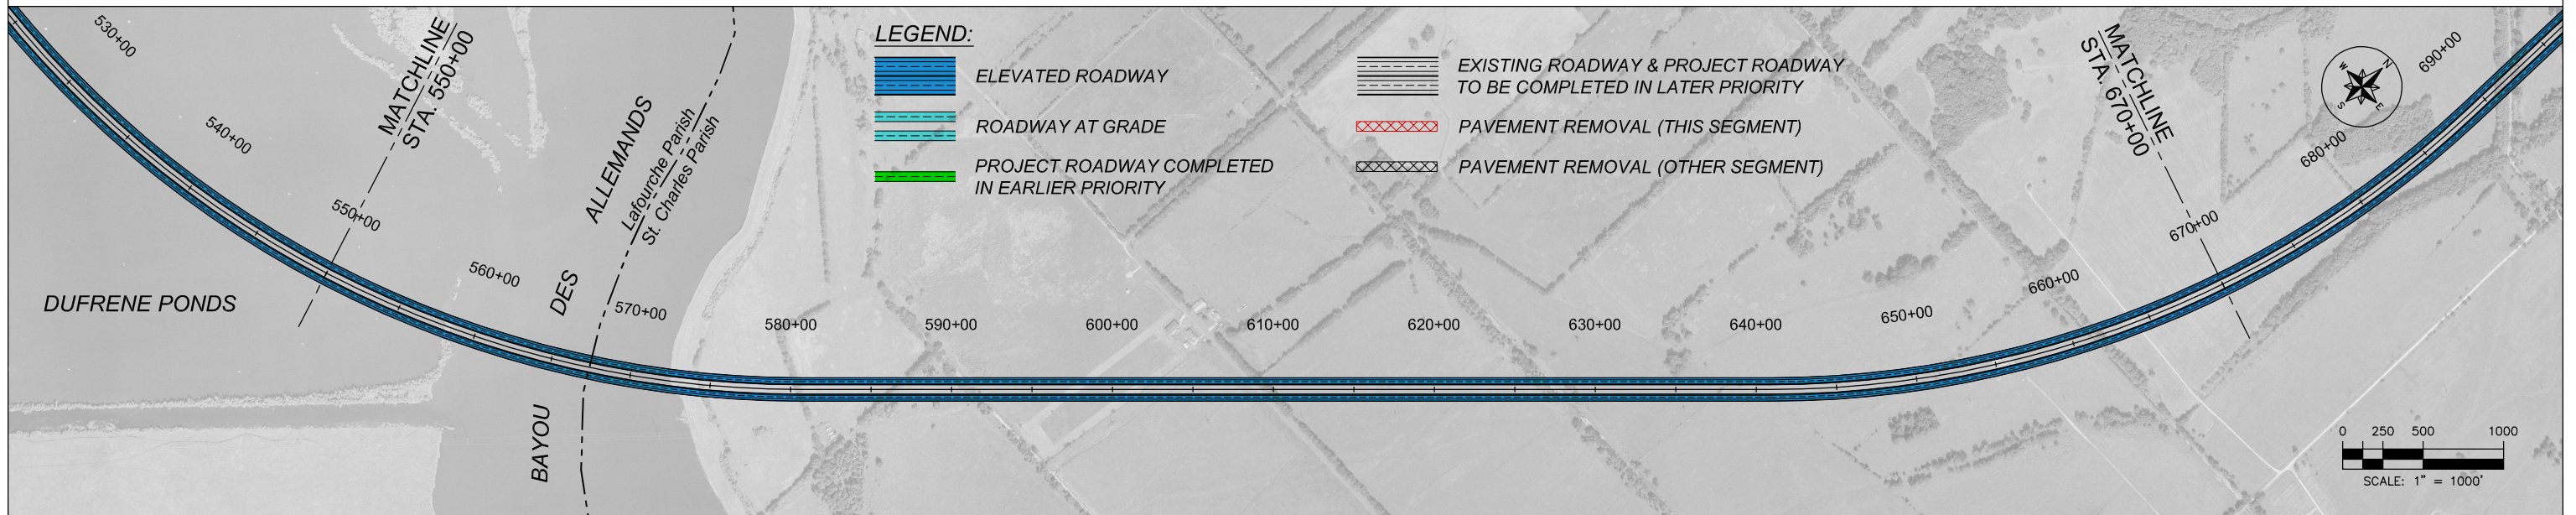 530+00
MATCHLINE
STA. 550+00
540+00
550+00
560+00
570+00
DUFRENE PONDS
BAYOU
DES
ALLEMANDS
Lafourche Parish
St. Charles Parish
LEGEND:
ELEVATED ROADWAY
ROADWAY AT GRADE
PROJECT ROADWAY COMPLETED
IN EARLIER PRIORITY
EXISTING ROADWAY & PROJECT ROADWAY
TO BE COMPLETED IN LATER PRIORITY
PAVEMENT REMOVAL (THIS SEGMENT)
PAVEMENT REMOVAL (OTHER SEGMENT)
580+00
590+00
600+00
610+00
620+00
630+00
640+00
650+00
660+00
670+00
MATCHLINE
STA. 670+00
680+00
690+00
N
E
S
W
0 250 500 1000
SCALE: 1" = 1000'